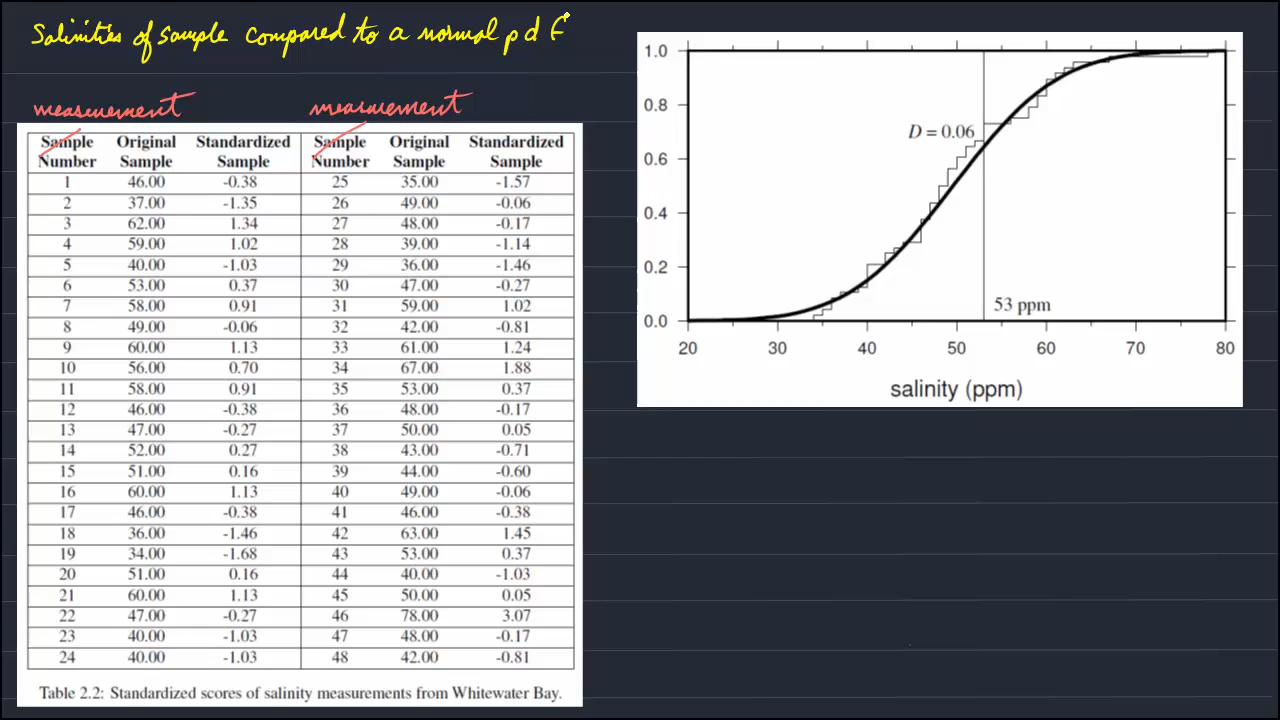 Salinities of sample compared to a normal pdf
measurement measurement
Sample Number Original Sample Standardized Sample Sample Number Original Sample Standardized Sample
1 46.00 -0.38 25 35.00 -1.57
2 37.00 -1.35 26 49.00 -0.06
3 62.00 1.34 27 48.00 -0.17
4 59.00 1.02 28 39.00 -1.14
5 40.00 -1.03 29 36.00 -1.46
6 53.00 0.37 30 47.00 -0.27
7 58.00 0.91 31 59.00 1.02
8 49.00 -0.06 32 42.00 -0.81
9 60.00 1.13 33 61.00 1.24
10 56.00 0.70 34 67.00 1.88
11 58.00 0.91 35 53.00 0.37
12 46.00 -0.38 36 48.00 -0.17
13 47.00 -0.27 37 50.00 0.05
14 52.00 0.27 38 43.00 -0.71
15 51.00 0.16 39 44.00 -0.60
16 60.00 1.13 40 49.00 -0.06
17 46.00 -0.38 41 46.00 -0.38
18 36.00 -1.46 42 63.00 1.45
19 34.00 -1.68 43 53.00 0.37
20 51.00 0.16 44 40.00 -1.03
21 60.00 1.13 45 50.00 0.05
22 47.00 -0.27 46 78.00 3.07
23 40.00 -1.03 47 48.00 -0.17
24 40.00 -1.03 48 42.00 -0.81
Table 2.2: Standardized scores of salinity measurements from Whitewater Bay.
1.0
0.8
D = 0.06
0.6
0.4
0.2
53 ppm
0.0
20 30 40 50 60 70 80
salinity (ppm)